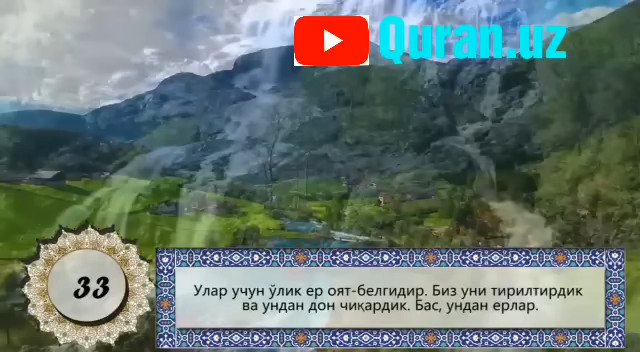 Quran.uz
33
Улар учун ўлик ер оят-белгидир. Биз уни тирилтирдик
ва ундан дон чиқардик. Бас, ундан ерлар.